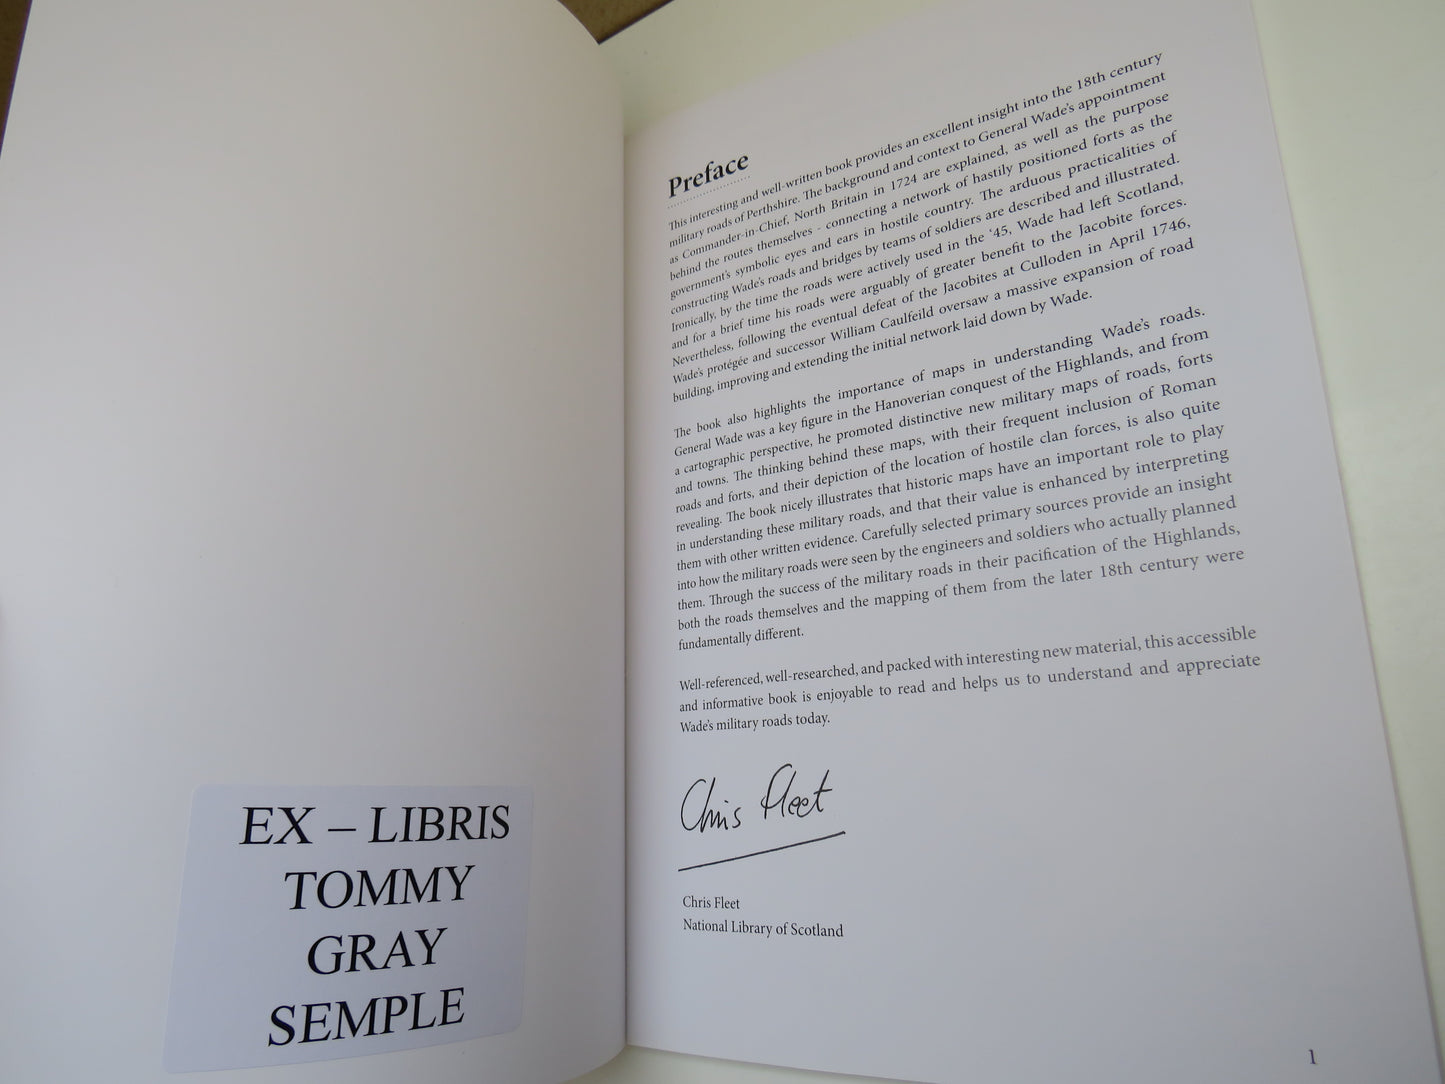 EX – LIBRIS
TOMMY
GRAY
SEMPLE
Preface
This interesting and well-written book provides an excellent insight into the 18th century
military roads of Perthshire. The background and context to General Wade's appointment
as Commander-in-Chief, North Britain in 1724 are explained, as well as the purpose
behind the routes themselves - connecting a network of hastily positioned forts as the
government's symbolic eyes and ears in hostile country. The arduous practicalities of
constructing Wade's roads and bridges by teams of soldiers are described and illustrated.
Ironically, by the time the roads were actively used in the '45, Wade had left Scotland,
and for a brief time his roads were arguably of greater benefit to the Jacobite forces.
Nevertheless, following the eventual defeat of the Jacobites at Culloden in April 1746,
Wade's protégée and successor William Caulfeild oversaw a massive expansion of road
building, improving and extending the initial network laid down by Wade.
The book also highlights the importance of maps in understanding Wade's roads.
General Wade was a key figure in the Hanoverian conquest of the Highlands, and from
a cartographic perspective, he promoted distinctive new military maps of roads, forts
and towns. The thinking behind these maps, with their frequent inclusion of Roman
roads and forts, and their depiction of the location of hostile clan forces, is also quite
revealing. The book nicely illustrates that historic maps have an important role to play
in understanding these military roads, and that their value is enhanced by interpreting
them with other written evidence. Carefully selected primary sources provide an insight
into how the military roads were seen by the engineers and soldiers who actually planned
them. Through the success of the military roads in their pacification of the Highlands,
both the roads themselves and the mapping of them from the later 18th century were
fundamentally different.
Well-referenced, well-researched, and packed with interesting new material, this accessible
and informative book is enjoyable to read and helps us to understand and appreciate
Wade's military roads today.
Chris Fleet
Chris Fleet
National Library of Scotland
1